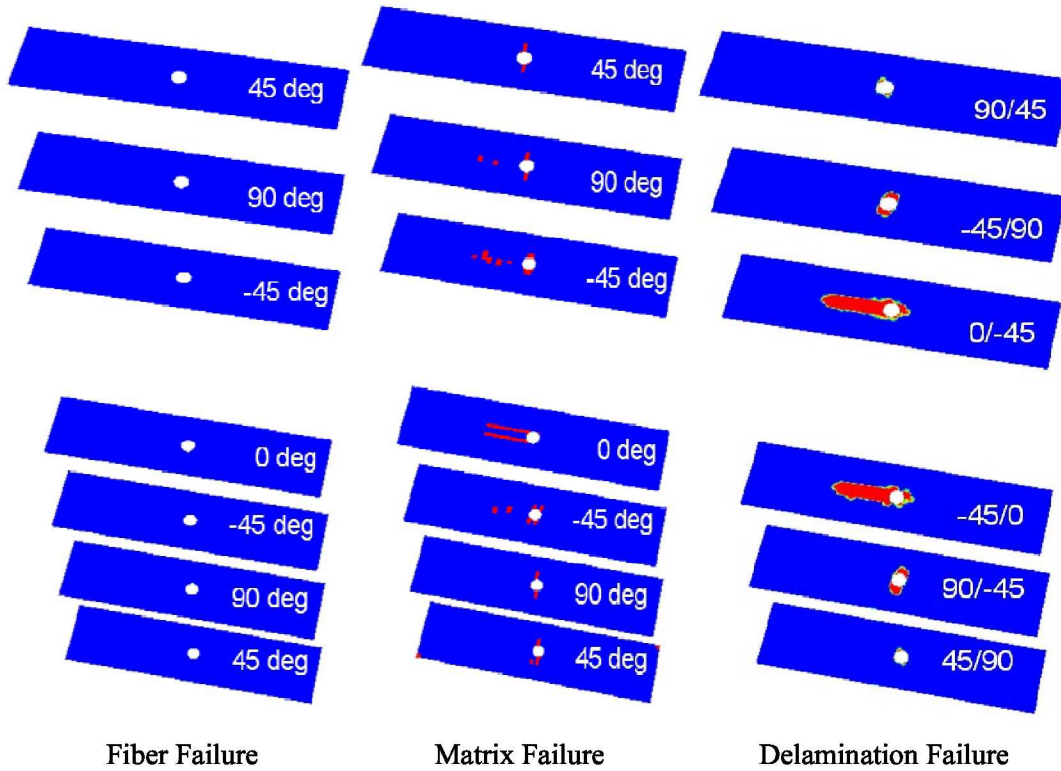 45 deg
90 deg
-45 deg
0 deg
-45 deg
90 deg
45 deg
Fiber Failure
45 deg
90 deg
-45 deg
0 deg
-45 deg
90 deg
45 deg
Matrix Failure
90/45
-45/90
0/-45
-45/0
90/-45
45/90
Delamination Failure